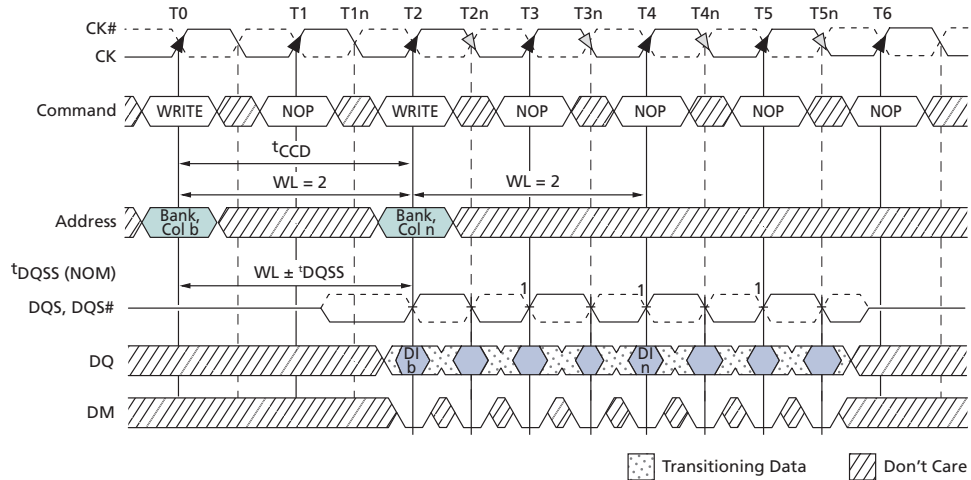 T0 T1 T1n T2 T2n T3 T3n T4 T4n T5 T5n T6
CK#
CK
Command WRITE NOP WRITE NOP NOP NOP NOP
tCCD
WL = 2 WL = 2
Address Bank, Col b Bank, Col n
tDQSS (NOM) WL ± tDQSS
DQS, DQS# 1 1 1
DQ DI b DI n
DM
Transitioning Data Don't Care